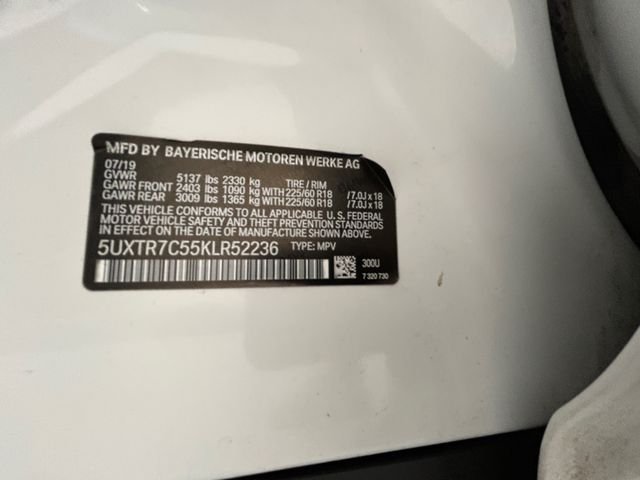 MFD BY BAYERISCHE MOTOREN WERKE AG
07/19
GVWR 5137 lbs 2330 kg TIRE / RIM
GAWR FRONT 2403 lbs 1090 kg WITH 225/60 R18 / 7.0J x 18
GAWR REAR 3009 lbs 1365 kg WITH 225/60 R18 / 7.0J x 18
THIS VEHICLE CONFORMS TO ALL APPLICABLE U. S. FEDERAL
MOTOR VEHICLE SAFETY AND THEFT PREVENTION STANDARDS
IN EFFECT ON THE DATE OF MANUFACTURE SHOWN ABOVE.
5UXTR7C55KLR52236 TYPE: MPV
300U
7 320 730